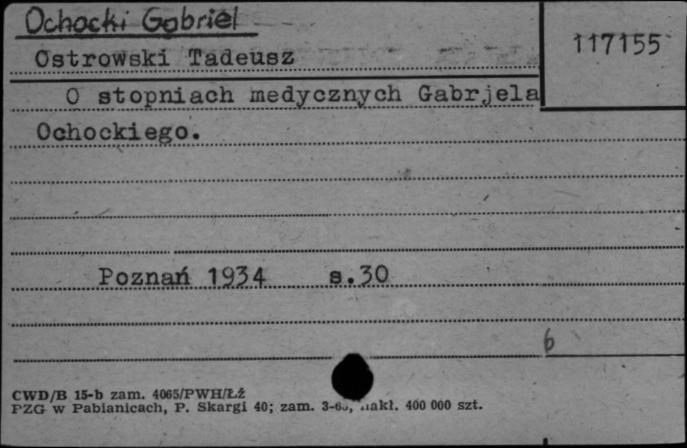 Ochocki Gabriel
117155
Ostrowski Tadeusz
O stopniach medycznych Gabrjela
Ochockiego.
Poznań 1934 s.30
6
CWD/B 15-b zam. 4065/PWH/Łź
PZG w Pabianicach, P. Skargi 40; zam. nakł. 400 000 szt.